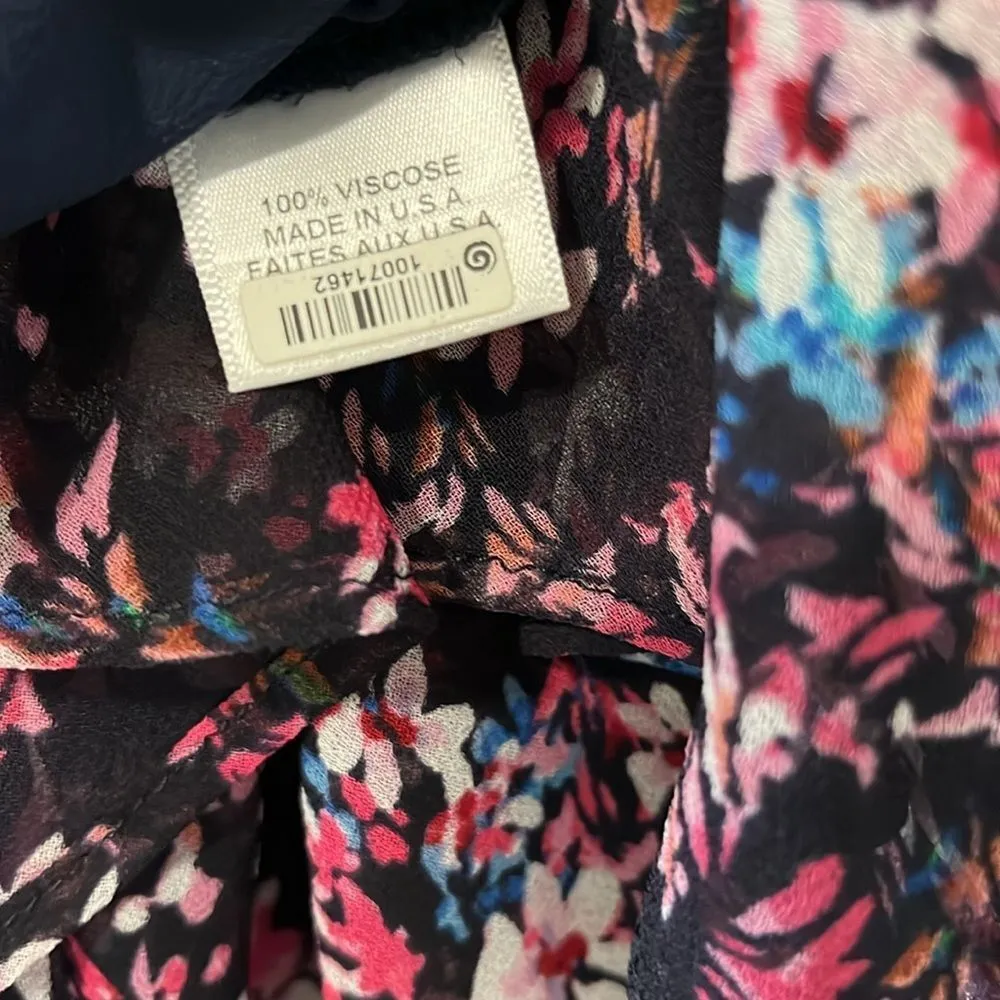 100% VISCOSE
MADE IN U.S.A.
FAITES AUX U.S.A
10071462